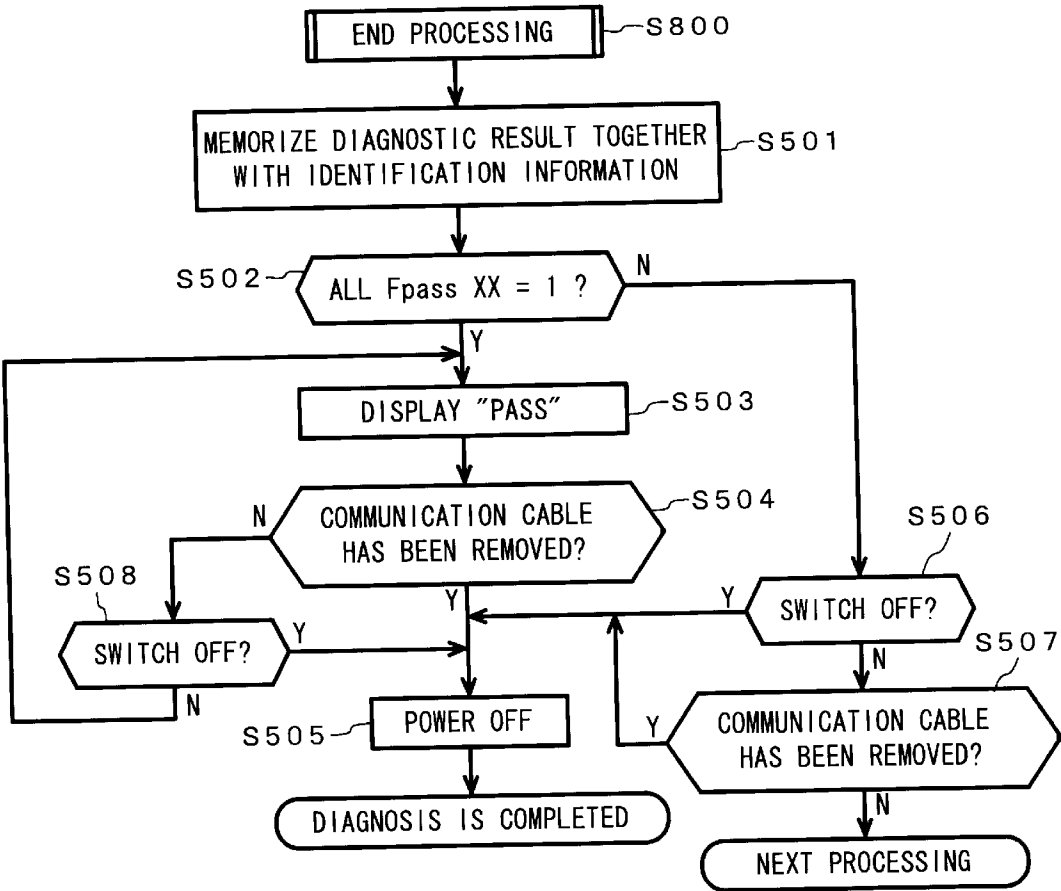 END PROCESSING
S800
MEMORIZE DIAGNOSTIC RESULT TOGETHER
WITH IDENTIFICATION INFORMATION
S501
S502
ALL Fpass XX = 1 ?
N
Y
DISPLAY "PASS"
S503
N
COMMUNICATION CABLE
HAS BEEN REMOVED?
S504
Y
S508
SWITCH OFF?
Y
N
S506
SWITCH OFF?
Y
N
S507
COMMUNICATION CABLE
HAS BEEN REMOVED?
Y
N
S505
POWER OFF
DIAGNOSIS IS COMPLETED
NEXT PROCESSING